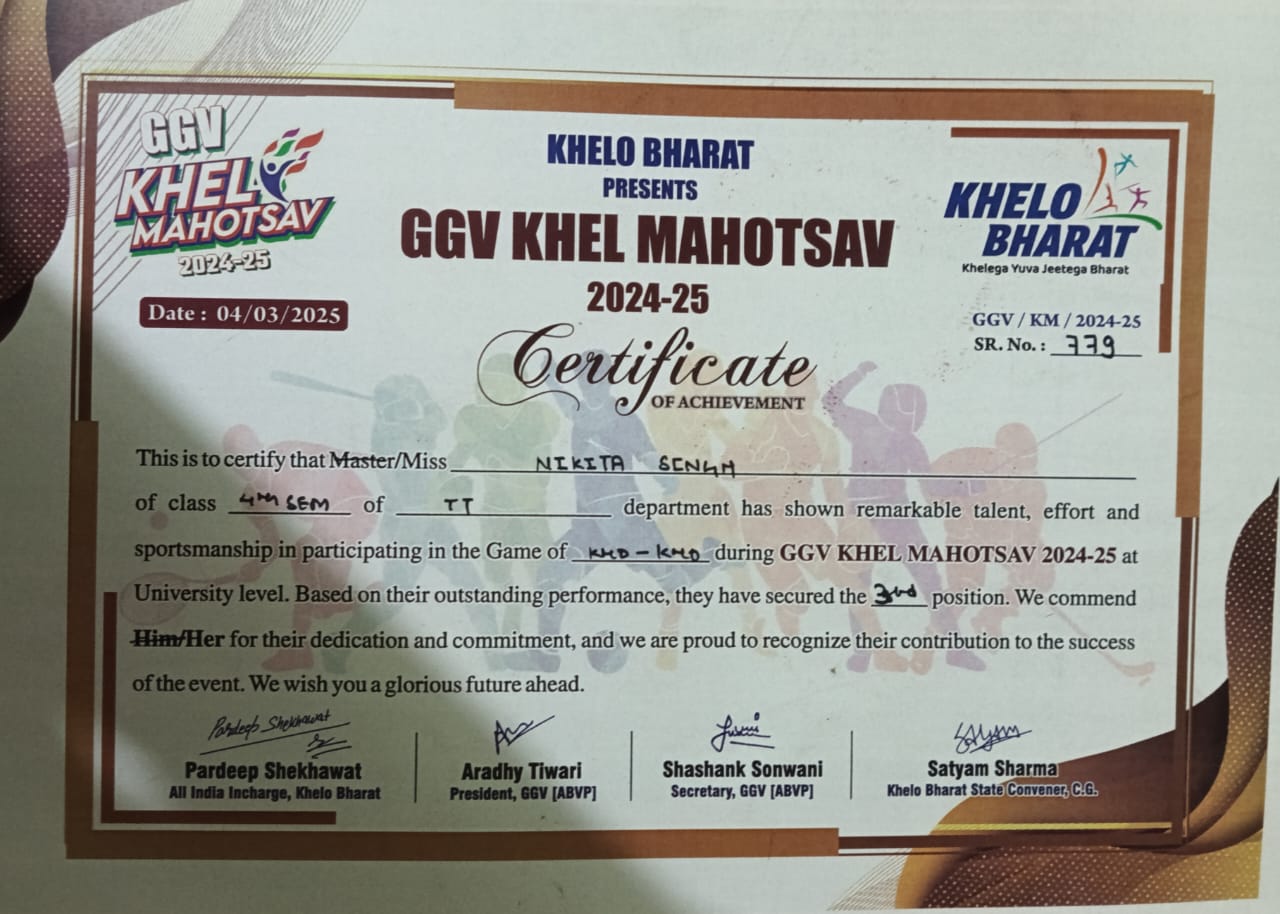 GGV
KHEL
MAHOTSAV
2024-25
KHELO BHARAT
PRESENTS
GGV KHEL MAHOTSAV
2024-25
KHELO
BHARAT
Khelega Yuva Jeetega Bharat
Date : 04/03/2025
GGV / KM / 2024-25
SR. No. : 779
Certificate
OF ACHIEVEMENT
This is to certify that Master/Miss NIKITA SINGH
of class 4TH SEM of TT department has shown remarkable talent, effort and
sportsmanship in participating in the Game of KHO-KHO during GGV KHEL MAHOTSAV 2024-25 at
University level. Based on their outstanding performance, they have secured the 3rd position. We commend
Him/Her for their dedication and commitment, and we are proud to recognize their contribution to the success
of the event. We wish you a glorious future ahead.
Pardeep Shekhawat
Satyam
Pardeep Shekhawat
All India Incharge, Khelo Bharat
Aradhy Tiwari
President, GGV [ABVP]
Shashank Sonwani
Secretary, GGV [ABVP]
Satyam Sharma
Khelo Bharat State Convener, C.G.